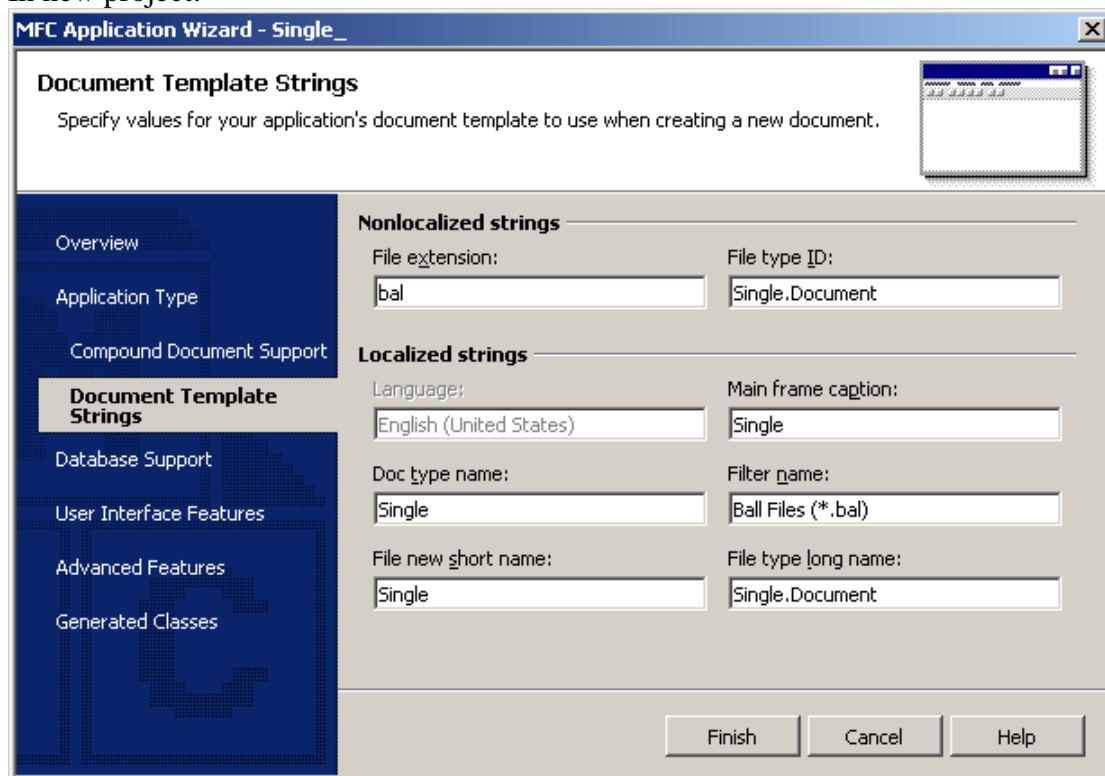 MFC Application Wizard - Single_
Document Template Strings
Specify values for your application's document template to use when creating a new document.
Overview
Application Type
Compound Document Support
Document Template
Strings
Database Support
User Interface Features
Advanced Features
Generated Classes
Nonlocalized strings
File extension:
File type ID:
bal
Single.Document
Localized strings
Language:
Main frame caption:
English (United States)
Single
Doc type name:
Filter name:
Single
Ball Files (*.bal)
File new short name:
File type long name:
Single
Single.Document
Finish
Cancel
Help